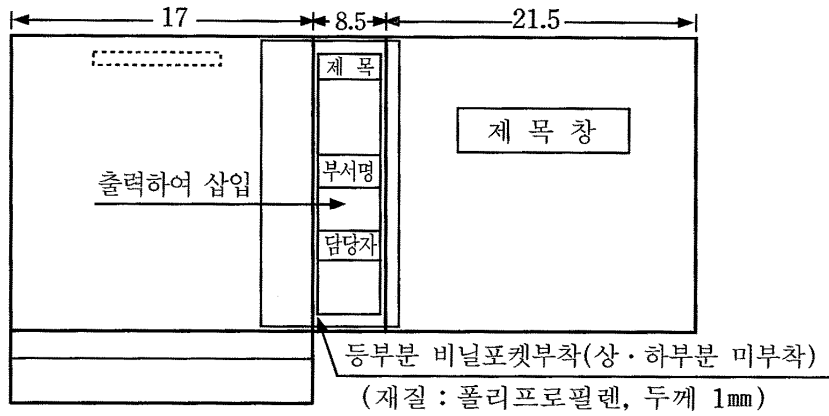 17
8.5
21.5
제 목
제 목 창
부서명
출력하여 삽입
담당자
등부분 비닐포켓부착(상·하부분 미부착)
(재질 : 폴리프로필렌, 두께 1mm)